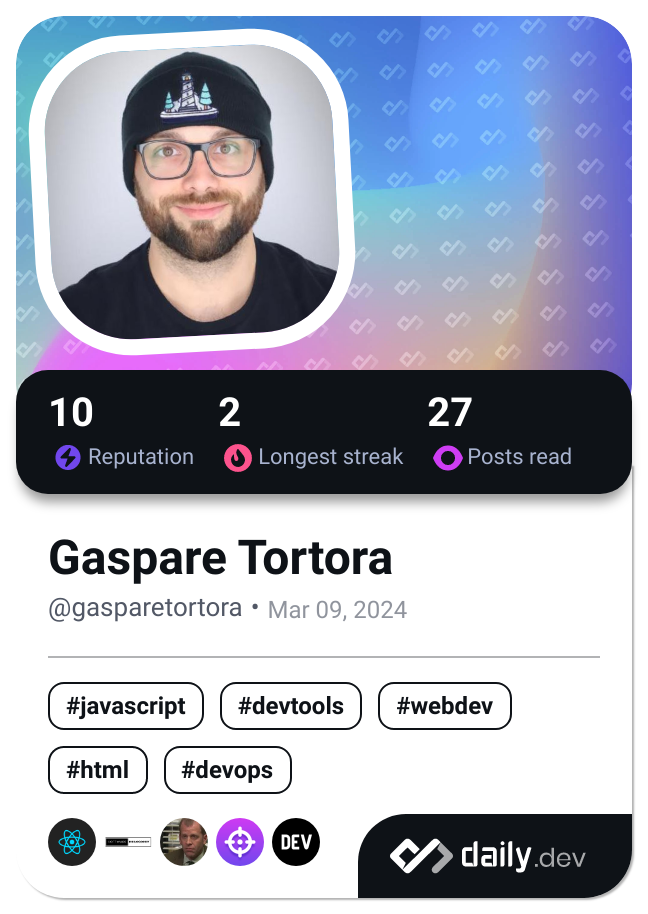 10 2 27
Reputation Longest streak Posts read
Gaspare Tortora
@gasparetortora • Mar 09, 2024
#javascript #devtools #webdev
#html #devops
DEV
daily.dev